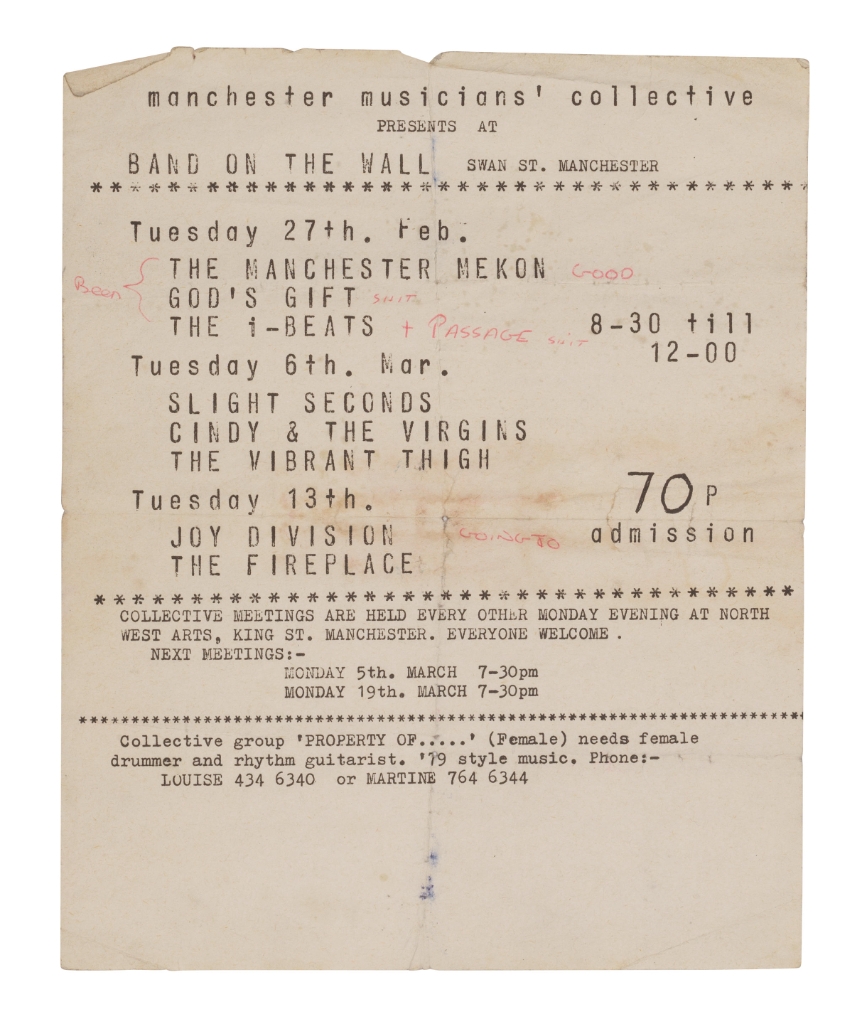 manchester musicians' collective
PRESENTS AT
BAND ON THE WALL SWAN ST. MANCHESTER
************************************
Tuesday 27th. Feb.
Been { THE MANCHESTER MEKON GOOD
GOD'S GIFT SHIT
THE i-BEATS + PASSAGE SHIT 8-30 till
12-00
Tuesday 6th. Mar.
SLIGHT SECONDS
CINDY & THE VIRGINS
THE VIBRANT THIGH
Tuesday 13th. 70P
JOY DIVISION GOING TO admission
THE FIREPLACE
************************************
COLLECTIVE MEETINGS ARE HELD EVERY OTHER MONDAY EVENING AT NORTH
WEST ARTS, KING ST. MANCHESTER. EVERYONE WELCOME .
NEXT MEETINGS:-
MONDAY 5th. MARCH 7-30pm
MONDAY 19th. MARCH 7-30pm
************************************
Collective group 'PROPERTY OF.....' (Female) needs female
drummer and rhythm guitarist. '79 style music. Phone:-
LOUISE 434 6340 or MARTINE 764 6344